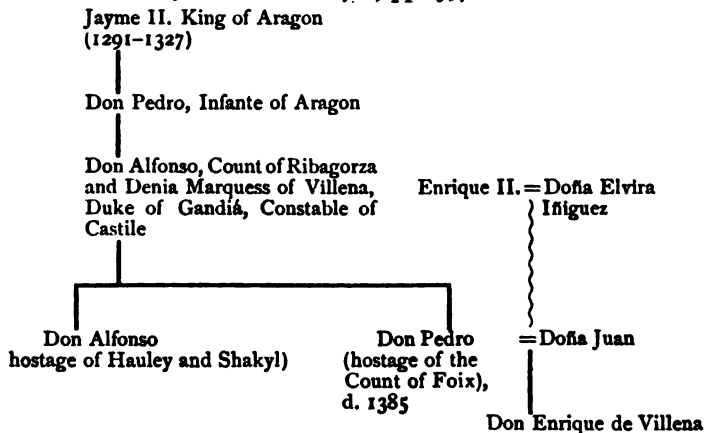 Jayme II. King of Aragon
(1291–1327)
Don Pedro, Infante of Aragon
Don Alfonso, Count of Ribagorza
and Denia Marquess of Villena,
Duke of Gandiá, Constable of
Castile
Enrique II. = Doña Elvira
Iñiguez
Don Alfonso
hostage of Hauley and Shakyl)
Don Pedro
(hostage of the
Count of Foix),
d. 1385
= Doña Juan
Don Enrique de Villena